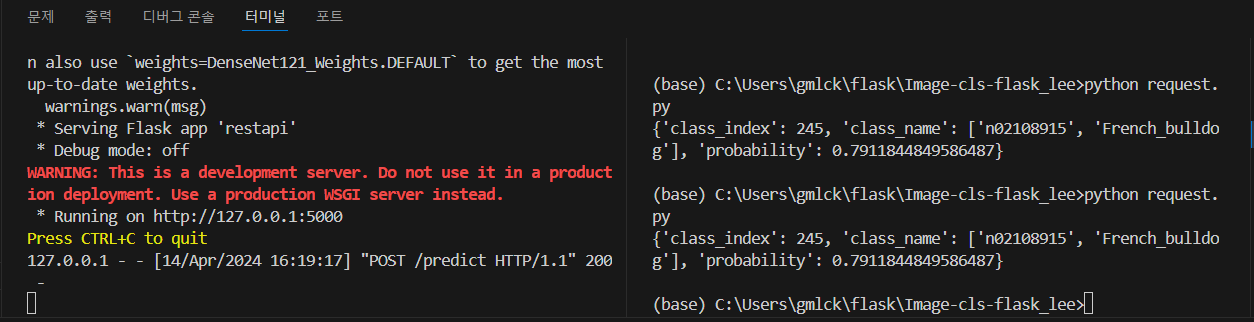 문제 출력 디버그 콘솔 터미널 포트
n also use `weights=DenseNet121_Weights.DEFAULT` to get the most
up-to-date weights.
  warnings.warn(msg)
 * Serving Flask app 'restapi'
 * Debug mode: off
WARNING: This is a development server. Do not use it in a product
ion deployment. Use a production WSGI server instead.
 * Running on http://127.0.0.1:5000
Press CTRL+C to quit
127.0.0.1 - - [14/Apr/2024 16:19:17] "POST /predict HTTP/1.1" 200
 -
(base) C:\Users\gmlck\flask\Image-cls-flask_lee>python request.
py
{'class_index': 245, 'class_name': ['n02108915', 'French_bulldo
g'], 'probability': 0.7911844849586487}
(base) C:\Users\gmlck\flask\Image-cls-flask_lee>python request.
py
{'class_index': 245, 'class_name': ['n02108915', 'French_bulldo
g'], 'probability': 0.7911844849586487}
(base) C:\Users\gmlck\flask\Image-cls-flask_lee>